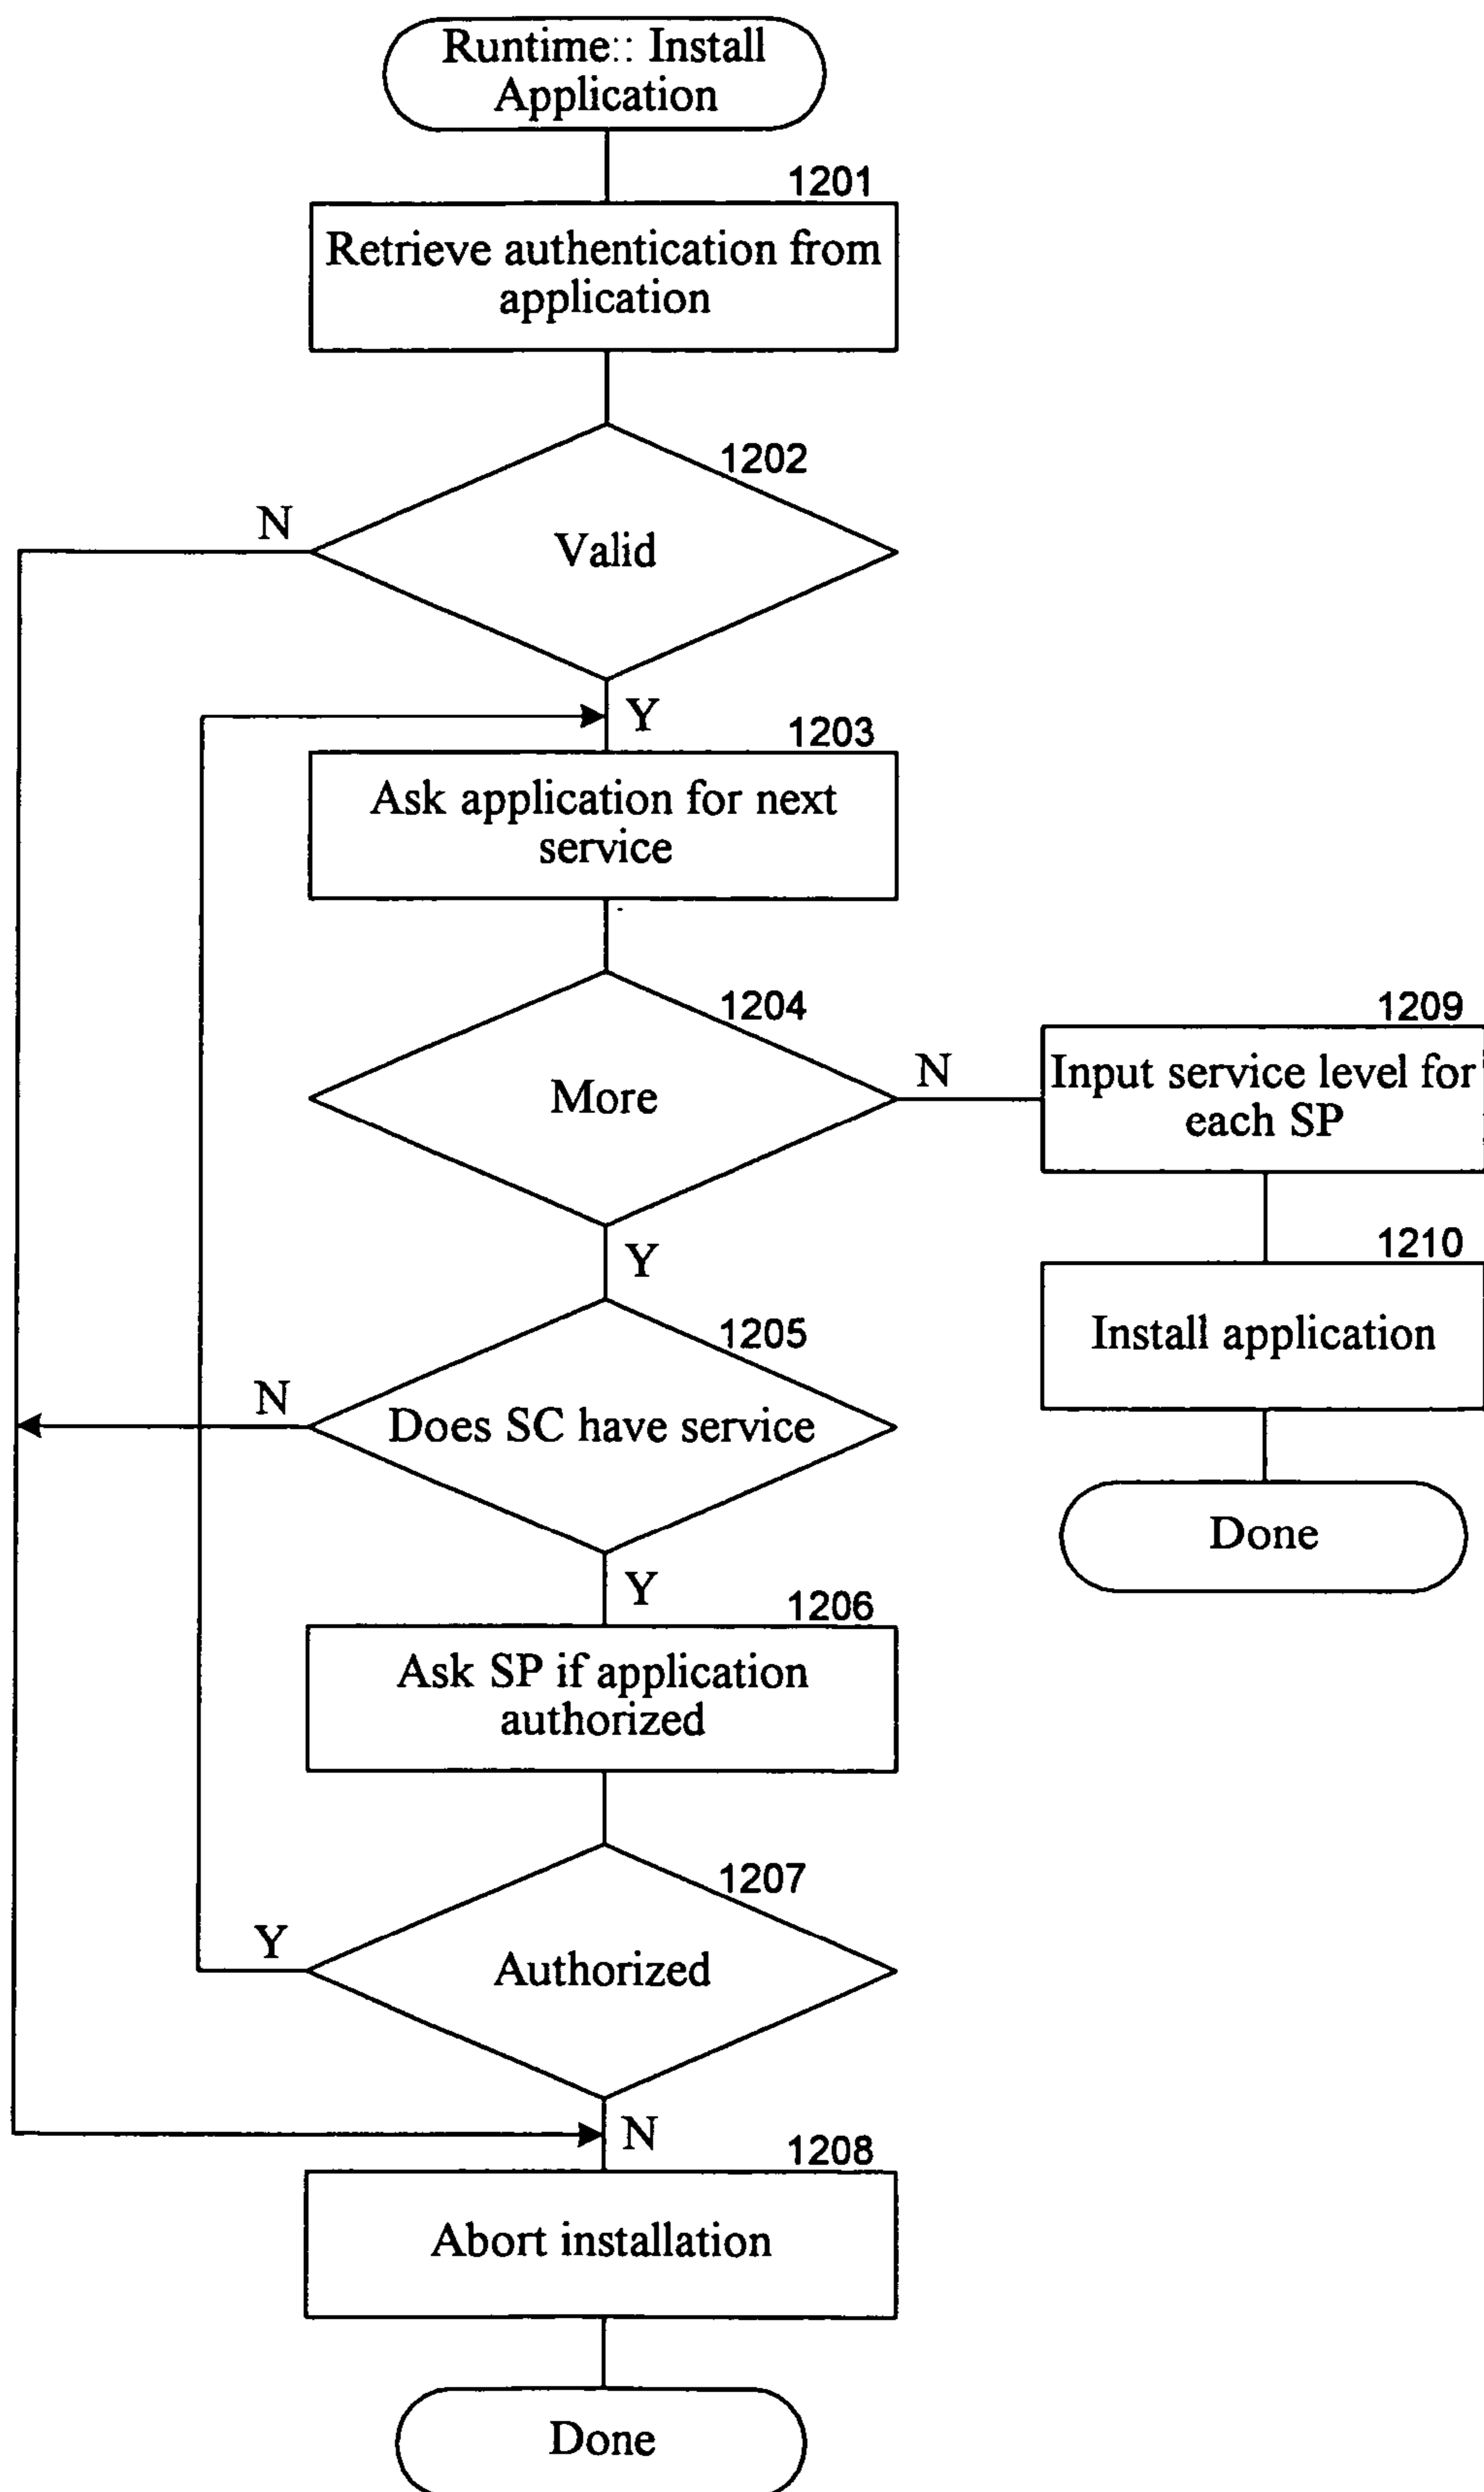 Runtime:: Install
Application
1201
Retrieve authentication from
application
1202
N
Valid
Y
1203
Ask application for next
service
1204
More
N
1209
Input service level for
each SP
Y
1210
Install application
1205
N
Does SC have service
Done
Y
1206
Ask SP if application
authorized
1207
Y
Authorized
N
1208
Abort installation
Done